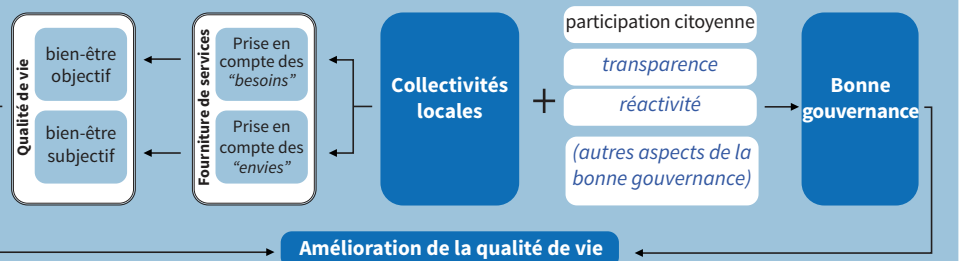 Qualité de vie
bien-être
objectif
bien-être
subjectif
Fourniture de services
Prise en
compte des
“besoins”
Prise en
compte des
“envies”
Collectivités
locales
+
participation citoyenne
transparence
réactivité
(autres aspects de la
bonne gouvernance)
Bonne
gouvernance
Amélioration de la qualité de vie